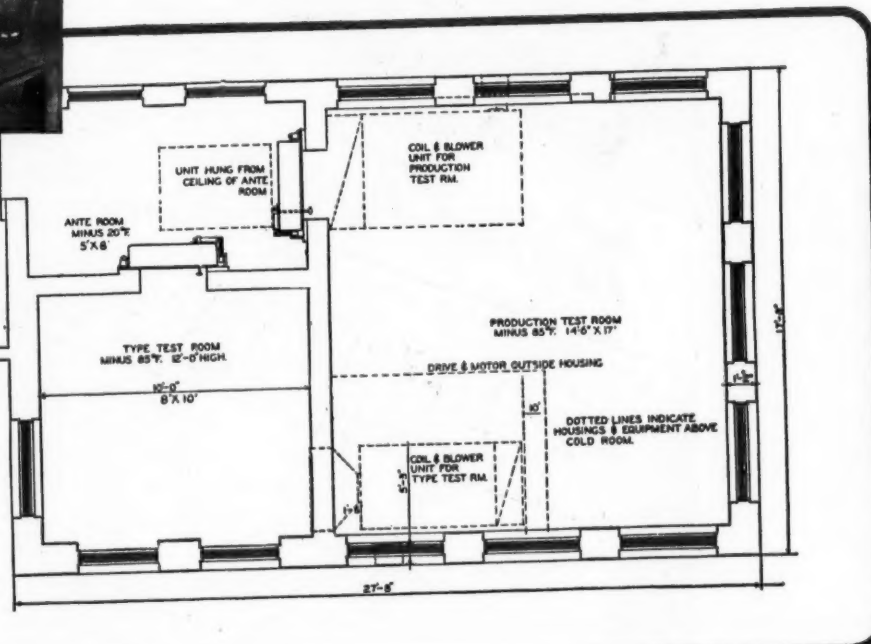 COIL & BLOWER
UNIT FOR
PRODUCTION
TEST RM.
UNIT HUNG FROM
CEILING OF ANTE
ROOM
ANTE ROOM
MINUS 20°F.
5' X 8'
PRODUCTION TEST ROOM
MINUS 85°F. 14'6" X 17'
TYPE TEST ROOM
MINUS 85°F. 12'-0" HIGH.
DRIVE & MOTOR OUTSIDE HOUSING
10'-0"
8' X 10'
10'
DOTTED LINES INDICATE
HOUSINGS & EQUIPMENT ABOVE
COLD ROOM.
COIL & BLOWER
UNIT FOR
TYPE TEST RM.
27'-8"